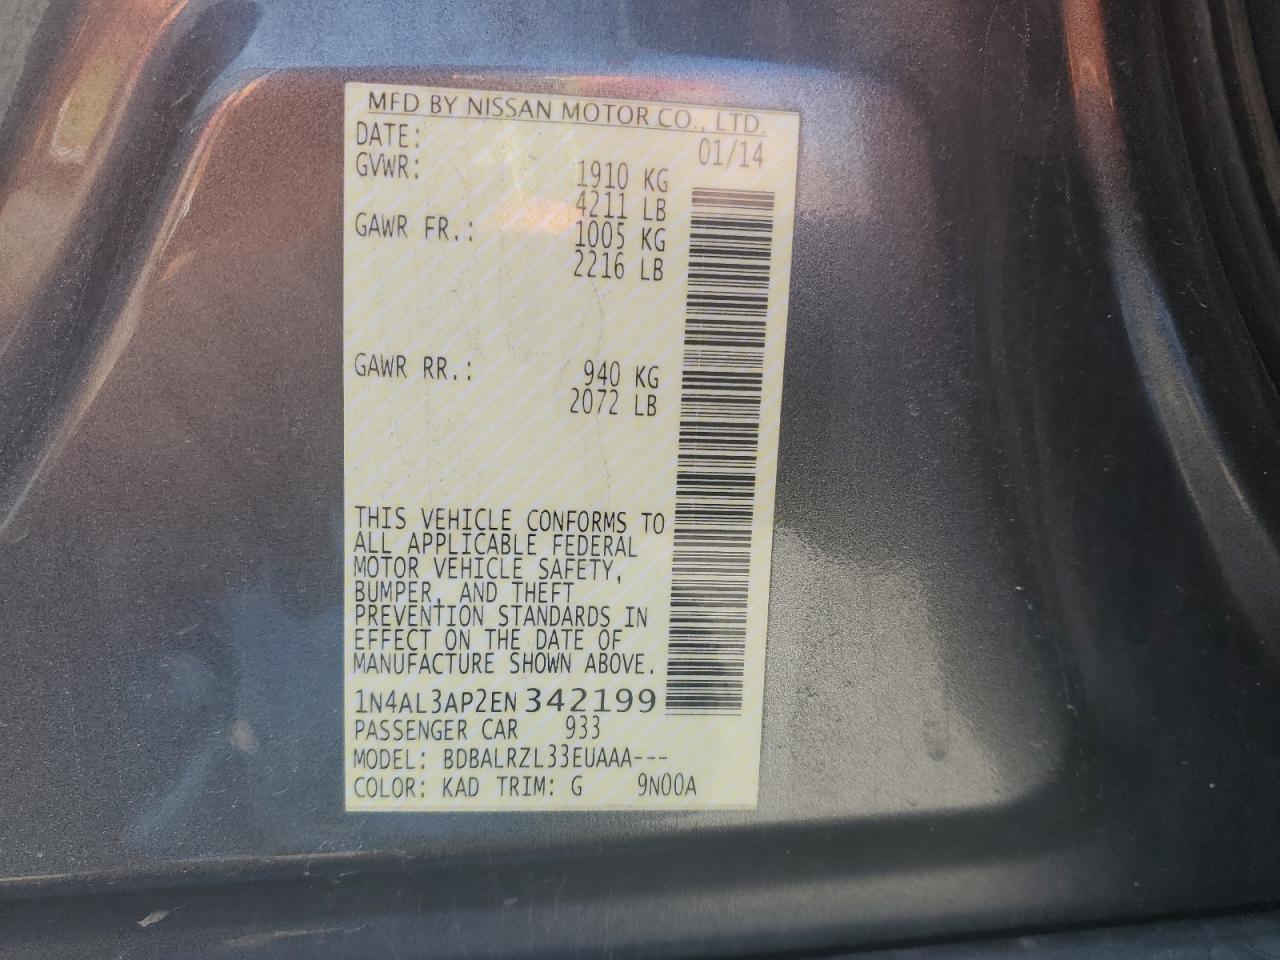 MFD BY NISSAN MOTOR CO., LTD.
DATE: 01/14
GVWR: 1910 KG
4211 LB
GAWR FR.: 1005 KG
2216 LB
GAWR RR.: 940 KG
2072 LB
THIS VEHICLE CONFORMS TO
ALL APPLICABLE FEDERAL
MOTOR VEHICLE SAFETY,
BUMPER, AND THEFT
PREVENTION STANDARDS IN
EFFECT ON THE DATE OF
MANUFACTURE SHOWN ABOVE.
1N4AL3AP2EN342199
PASSENGER CAR 933
MODEL: BDBALRZL33EUAAA---
COLOR: KAD TRIM: G 9N00A